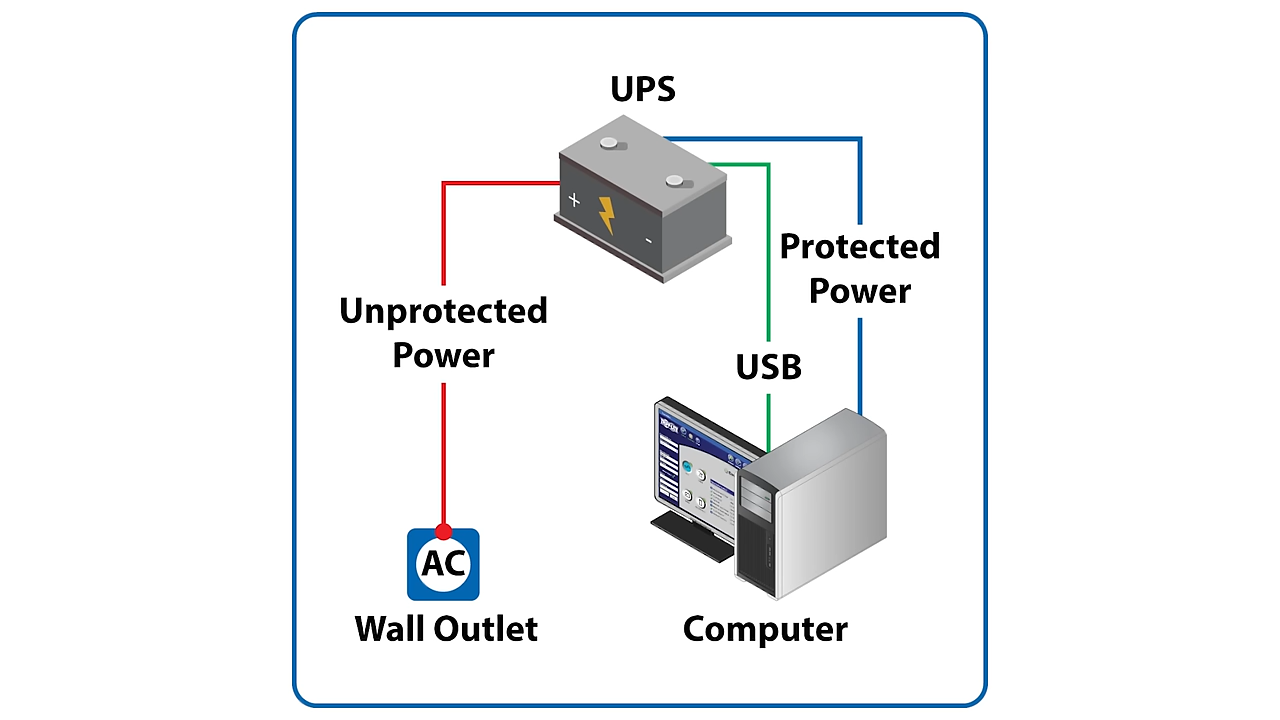 UPS
+
-
Protected
Power
Unprotected
Power
USB
AC
Wall Outlet
Computer